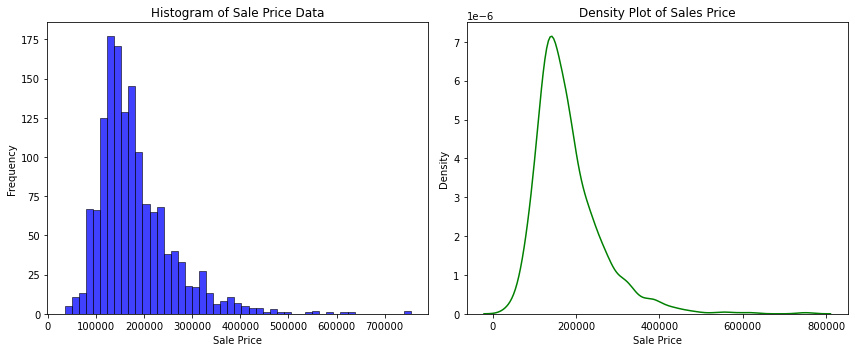 Histogram of Sale Price Data
175
150
125
100
75
50
25
0
Frequency
0 100000 200000 300000 400000 500000 600000 700000
Sale Price
Density Plot of Sales Price
1e−6
7
6
5
4
3
2
1
0
Density
0 200000 400000 600000 800000
Sale Price